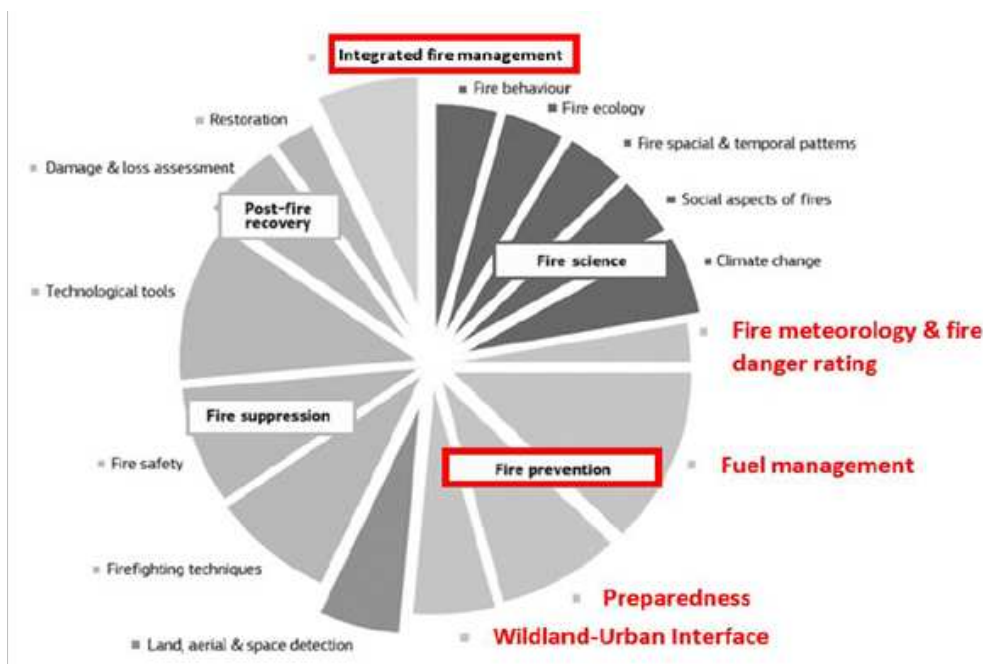 Integrated fire management
Fire behaviour
Fire ecology
Restoration
Fire spacial & temporal patterns
Damage & loss assessment
Social aspects of fires
Post-fire
recovery
Fire science
Climate change
Technological tools
Fire meteorology & fire
danger rating
Fire suppression
Fire safety
Fire prevention
Fuel management
Firefighting techniques
Preparedness
Wildland-Urban Interface
Land, aerial & space detection